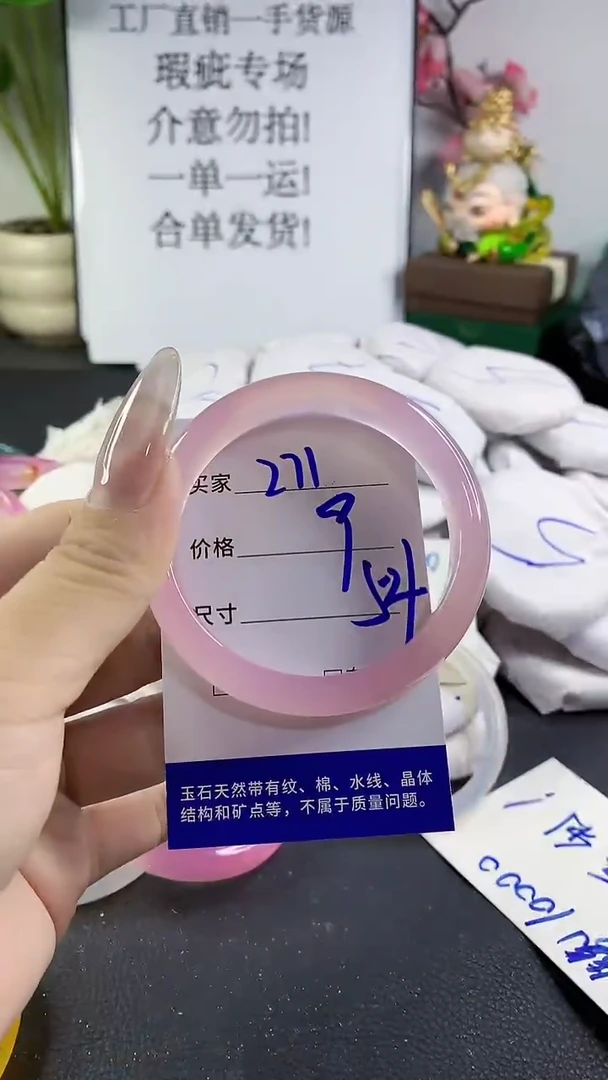 工厂直销一手货源
瑕疵专场
介意勿拍!
一单一运!
合单发货!
买家 271
价格 9
尺寸 54
玉石天然带有纹、棉、水线、晶体
结构和矿点等，不属于质量问题。
10000